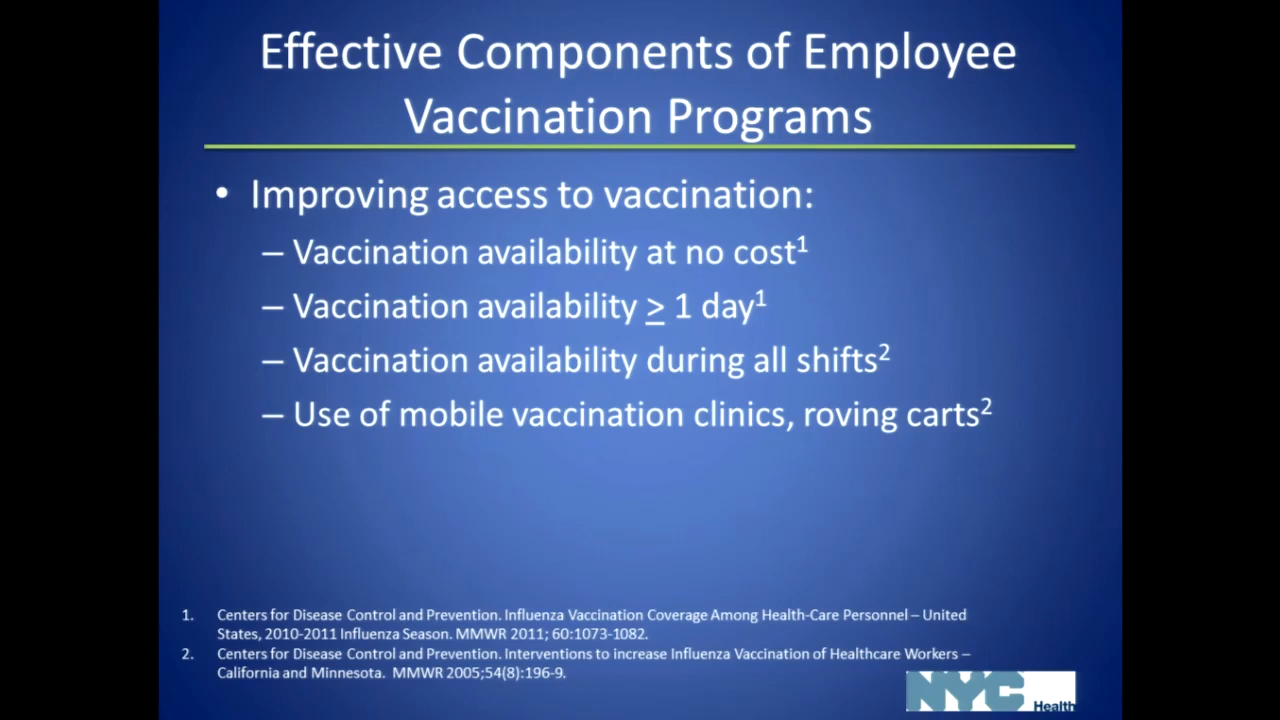 Effective Components of Employee
Vaccination Programs
• Improving access to vaccination:
– Vaccination availability at no cost¹
– Vaccination availability ≥ 1 day¹
– Vaccination availability during all shifts²
– Use of mobile vaccination clinics, roving carts²
1. Centers for Disease Control and Prevention. Influenza Vaccination Coverage Among Health-Care Personnel – United
States, 2010-2011 Influenza Season. MMWR 2011; 60:1073-1082.
2. Centers for Disease Control and Prevention. Interventions to increase Influenza Vaccination of Healthcare Workers –
California and Minnesota. MMWR 2005;54(8):196-9.
NYC
Health